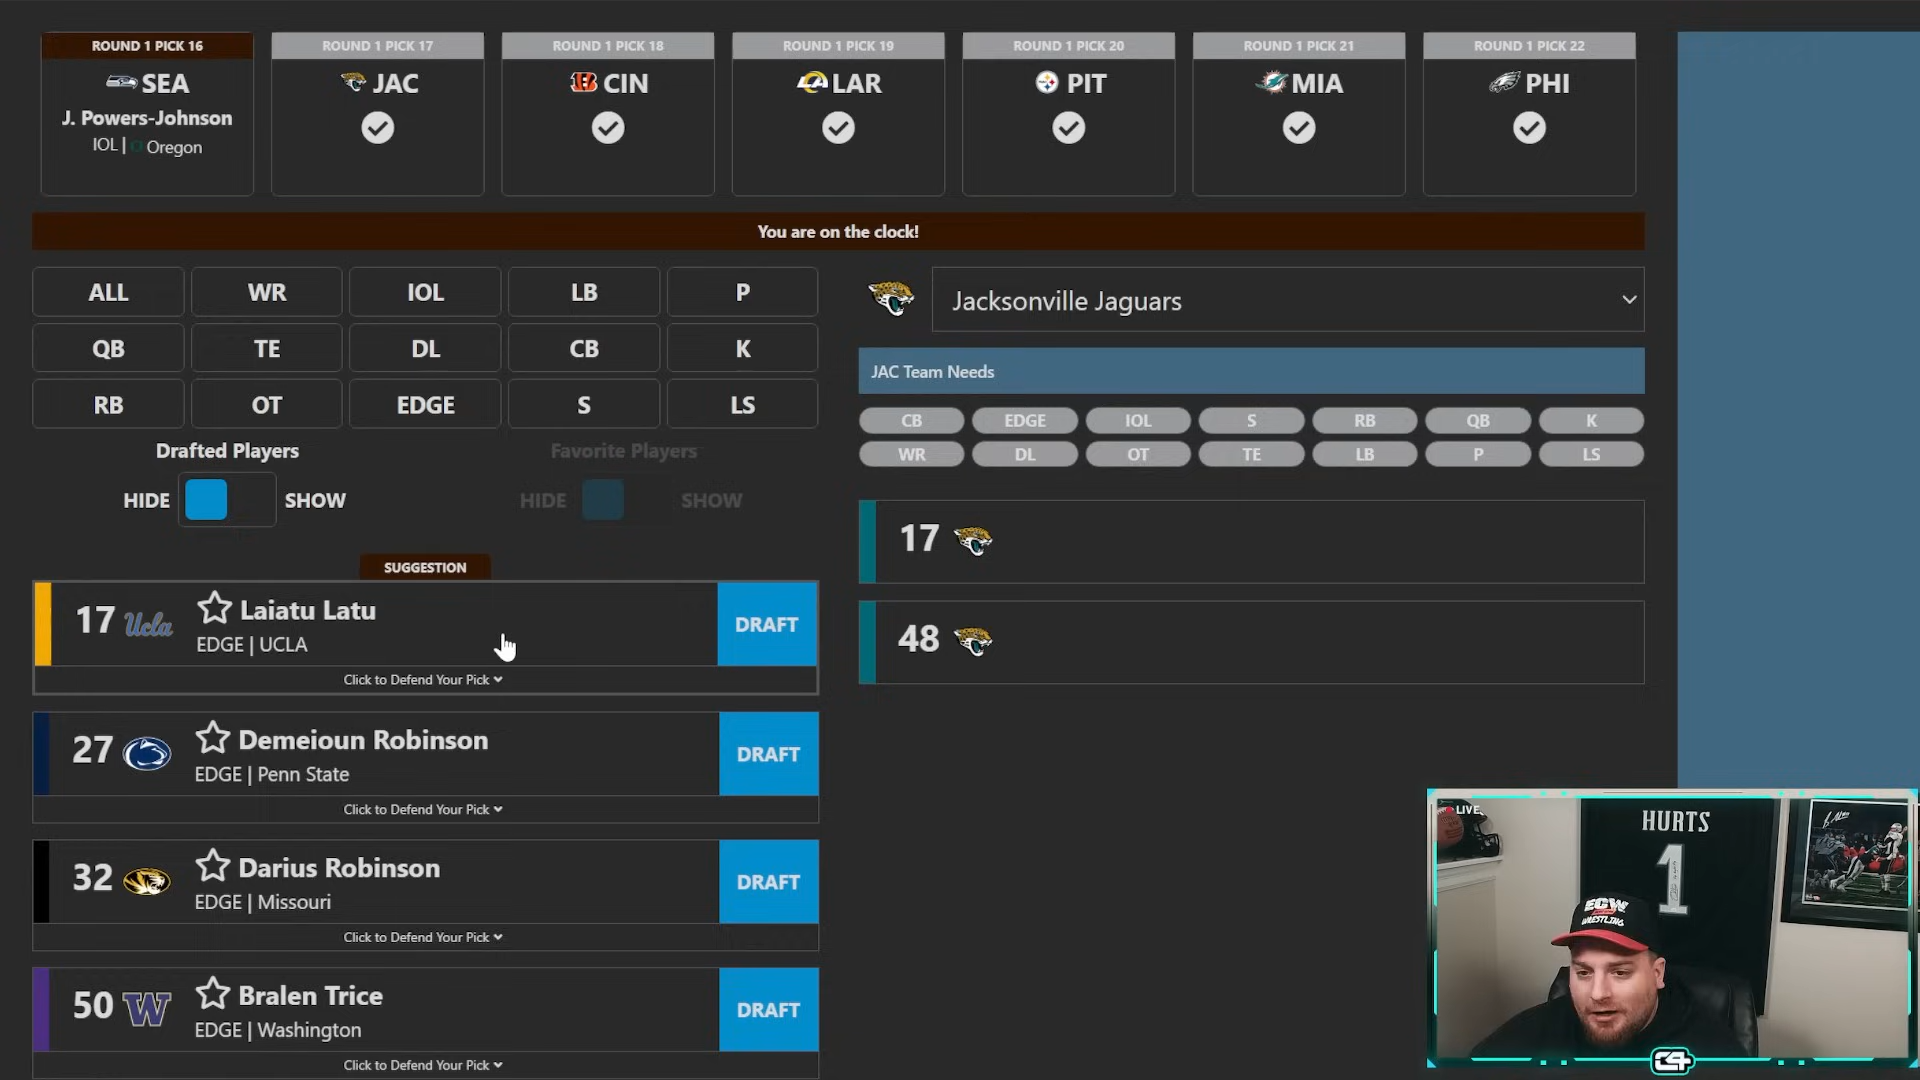 ROUND 1 PICK 16
SEA
J. Powers-Johnson
IOL | Oregon
ROUND 1 PICK 17
JAC
ROUND 1 PICK 18
CIN
ROUND 1 PICK 19
LAR
ROUND 1 PICK 20
PIT
ROUND 1 PICK 21
MIA
ROUND 1 PICK 22
PHI
You are on the clock!
ALL WR IOL LB P
QB TE DL CB K
RB OT EDGE S LS
Drafted Players
HIDE SHOW
Favorite Players
HIDE SHOW
SUGGESTION
17 Ucla Laiatu Latu
EDGE | UCLA
DRAFT
Click to Defend Your Pick
27 Demeioun Robinson
EDGE | Penn State
DRAFT
Click to Defend Your Pick
32 Darius Robinson
EDGE | Missouri
DRAFT
Click to Defend Your Pick
50 W Bralen Trice
EDGE | Washington
DRAFT
Click to Defend Your Pick
Jacksonville Jaguars
JAC Team Needs
CB EDGE IOL S RB QB K
WR DL OT TE LB P LS
17
48
LIVE
HURTS
1
ECW
WRESTLING
C4